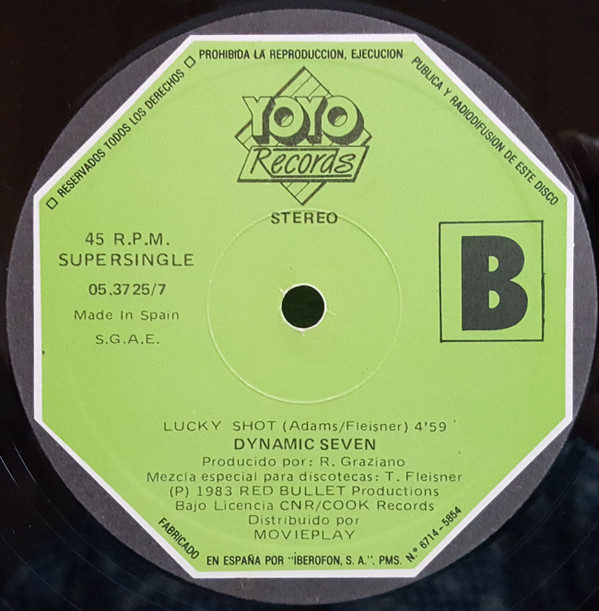 □ RESERVADOS TODOS LOS DERECHOS □ PROHIBIDA LA REPRODUCCION, EJECUCION PUBLICA Y RADIODIFUSION DE ESTE DISCO
YOYO
Records
STEREO
45 R.P.M.
SUPERSINGLE
05.3725/7
Made In Spain
S.G.A.E.
B
LUCKY SHOT (Adams/Fleisner) 4'59
DYNAMIC SEVEN
Producido por: R. Graziano
Mezcla especial para discotecas: T. Fleisner
(P) 1983 RED BULLET Productions
Bajo Licencia CNR/COOK Records
Distribuido por
MOVIEPLAY
FABRICADO EN ESPAÑA POR "IBEROFON, S.A.". PMS. N.º 6714-5854